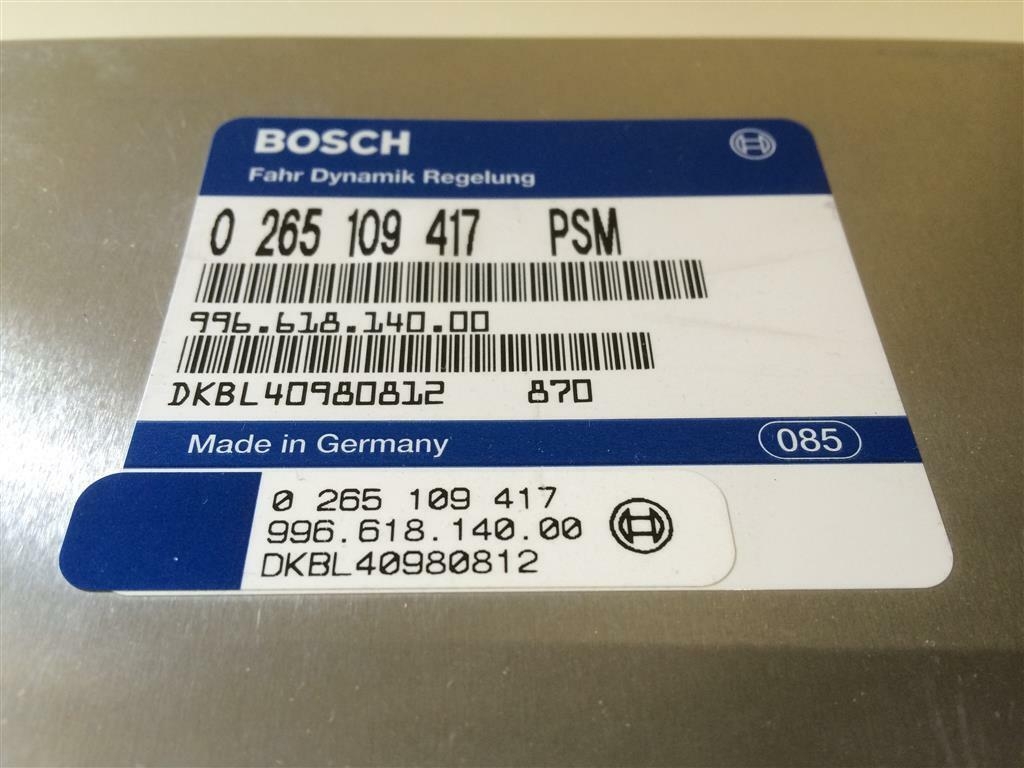 BOSCH
Fahr Dynamik Regelung
0 265 109 417 PSM
996.618.140.00
DKBL40980812 870
Made in Germany 085
0 265 109 417
996.618.140.00
DKBL40980812